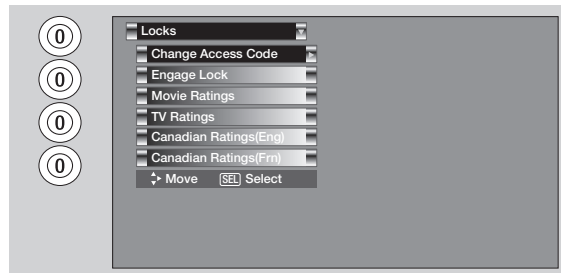 0
0
0
0
Locks
Change Access Code
Engage Lock
Movie Ratings
TV Ratings
Canadian Ratings(Eng)
Canadian Ratings(Frn)
Move SEL Select